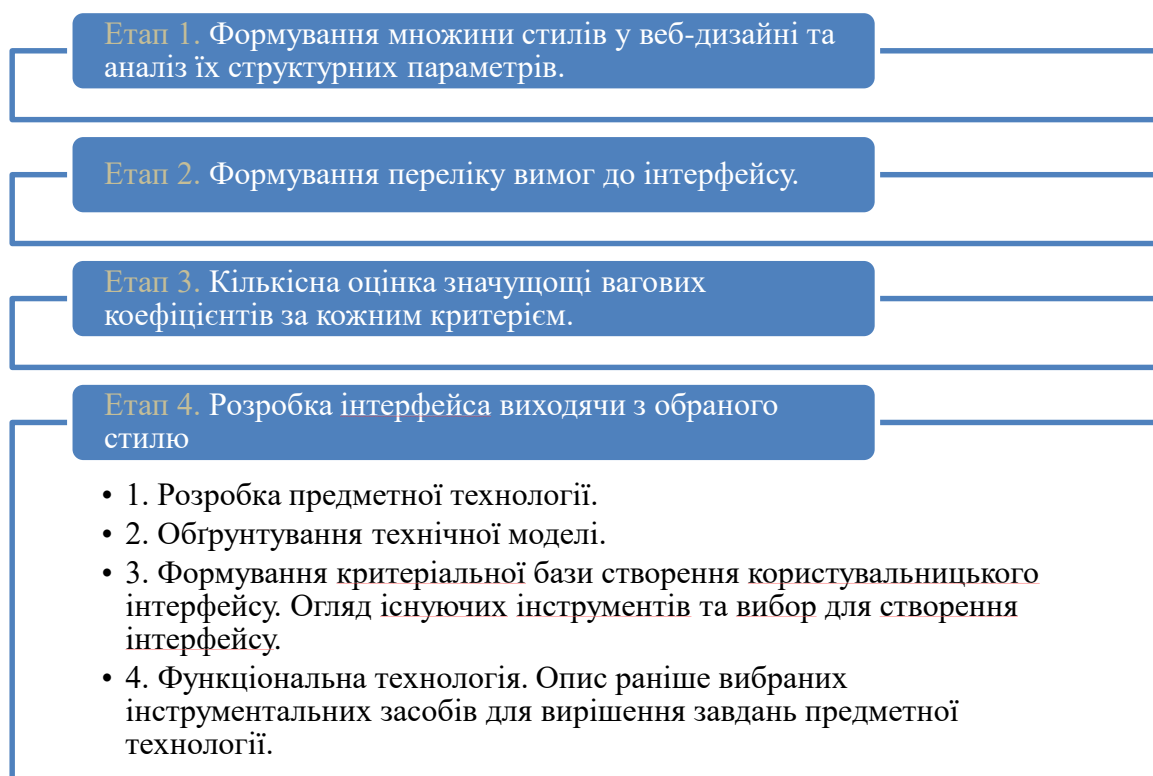 Етап 1. Формування множини стилів у веб-дизайні та
аналіз їх структурних параметрів.
Етап 2. Формування переліку вимог до інтерфейсу.
Етап 3. Кількісна оцінка значущощі вагових
коефіцієнтів за кожним критерієм.
Етап 4. Розробка інтерфейса виходячи з обраного
стилю
• 1. Розробка предметної технології.
• 2. Обґрунтування технічної моделі.
• 3. Формування критеріальної бази створення користувальницького
інтерфейсу. Огляд існуючих інструментів та вибор для створення
інтерфейсу.
• 4. Функціональна технологія. Опис раніше вибраних
інструментальних засобів для вирішення завдань предметної
технології.